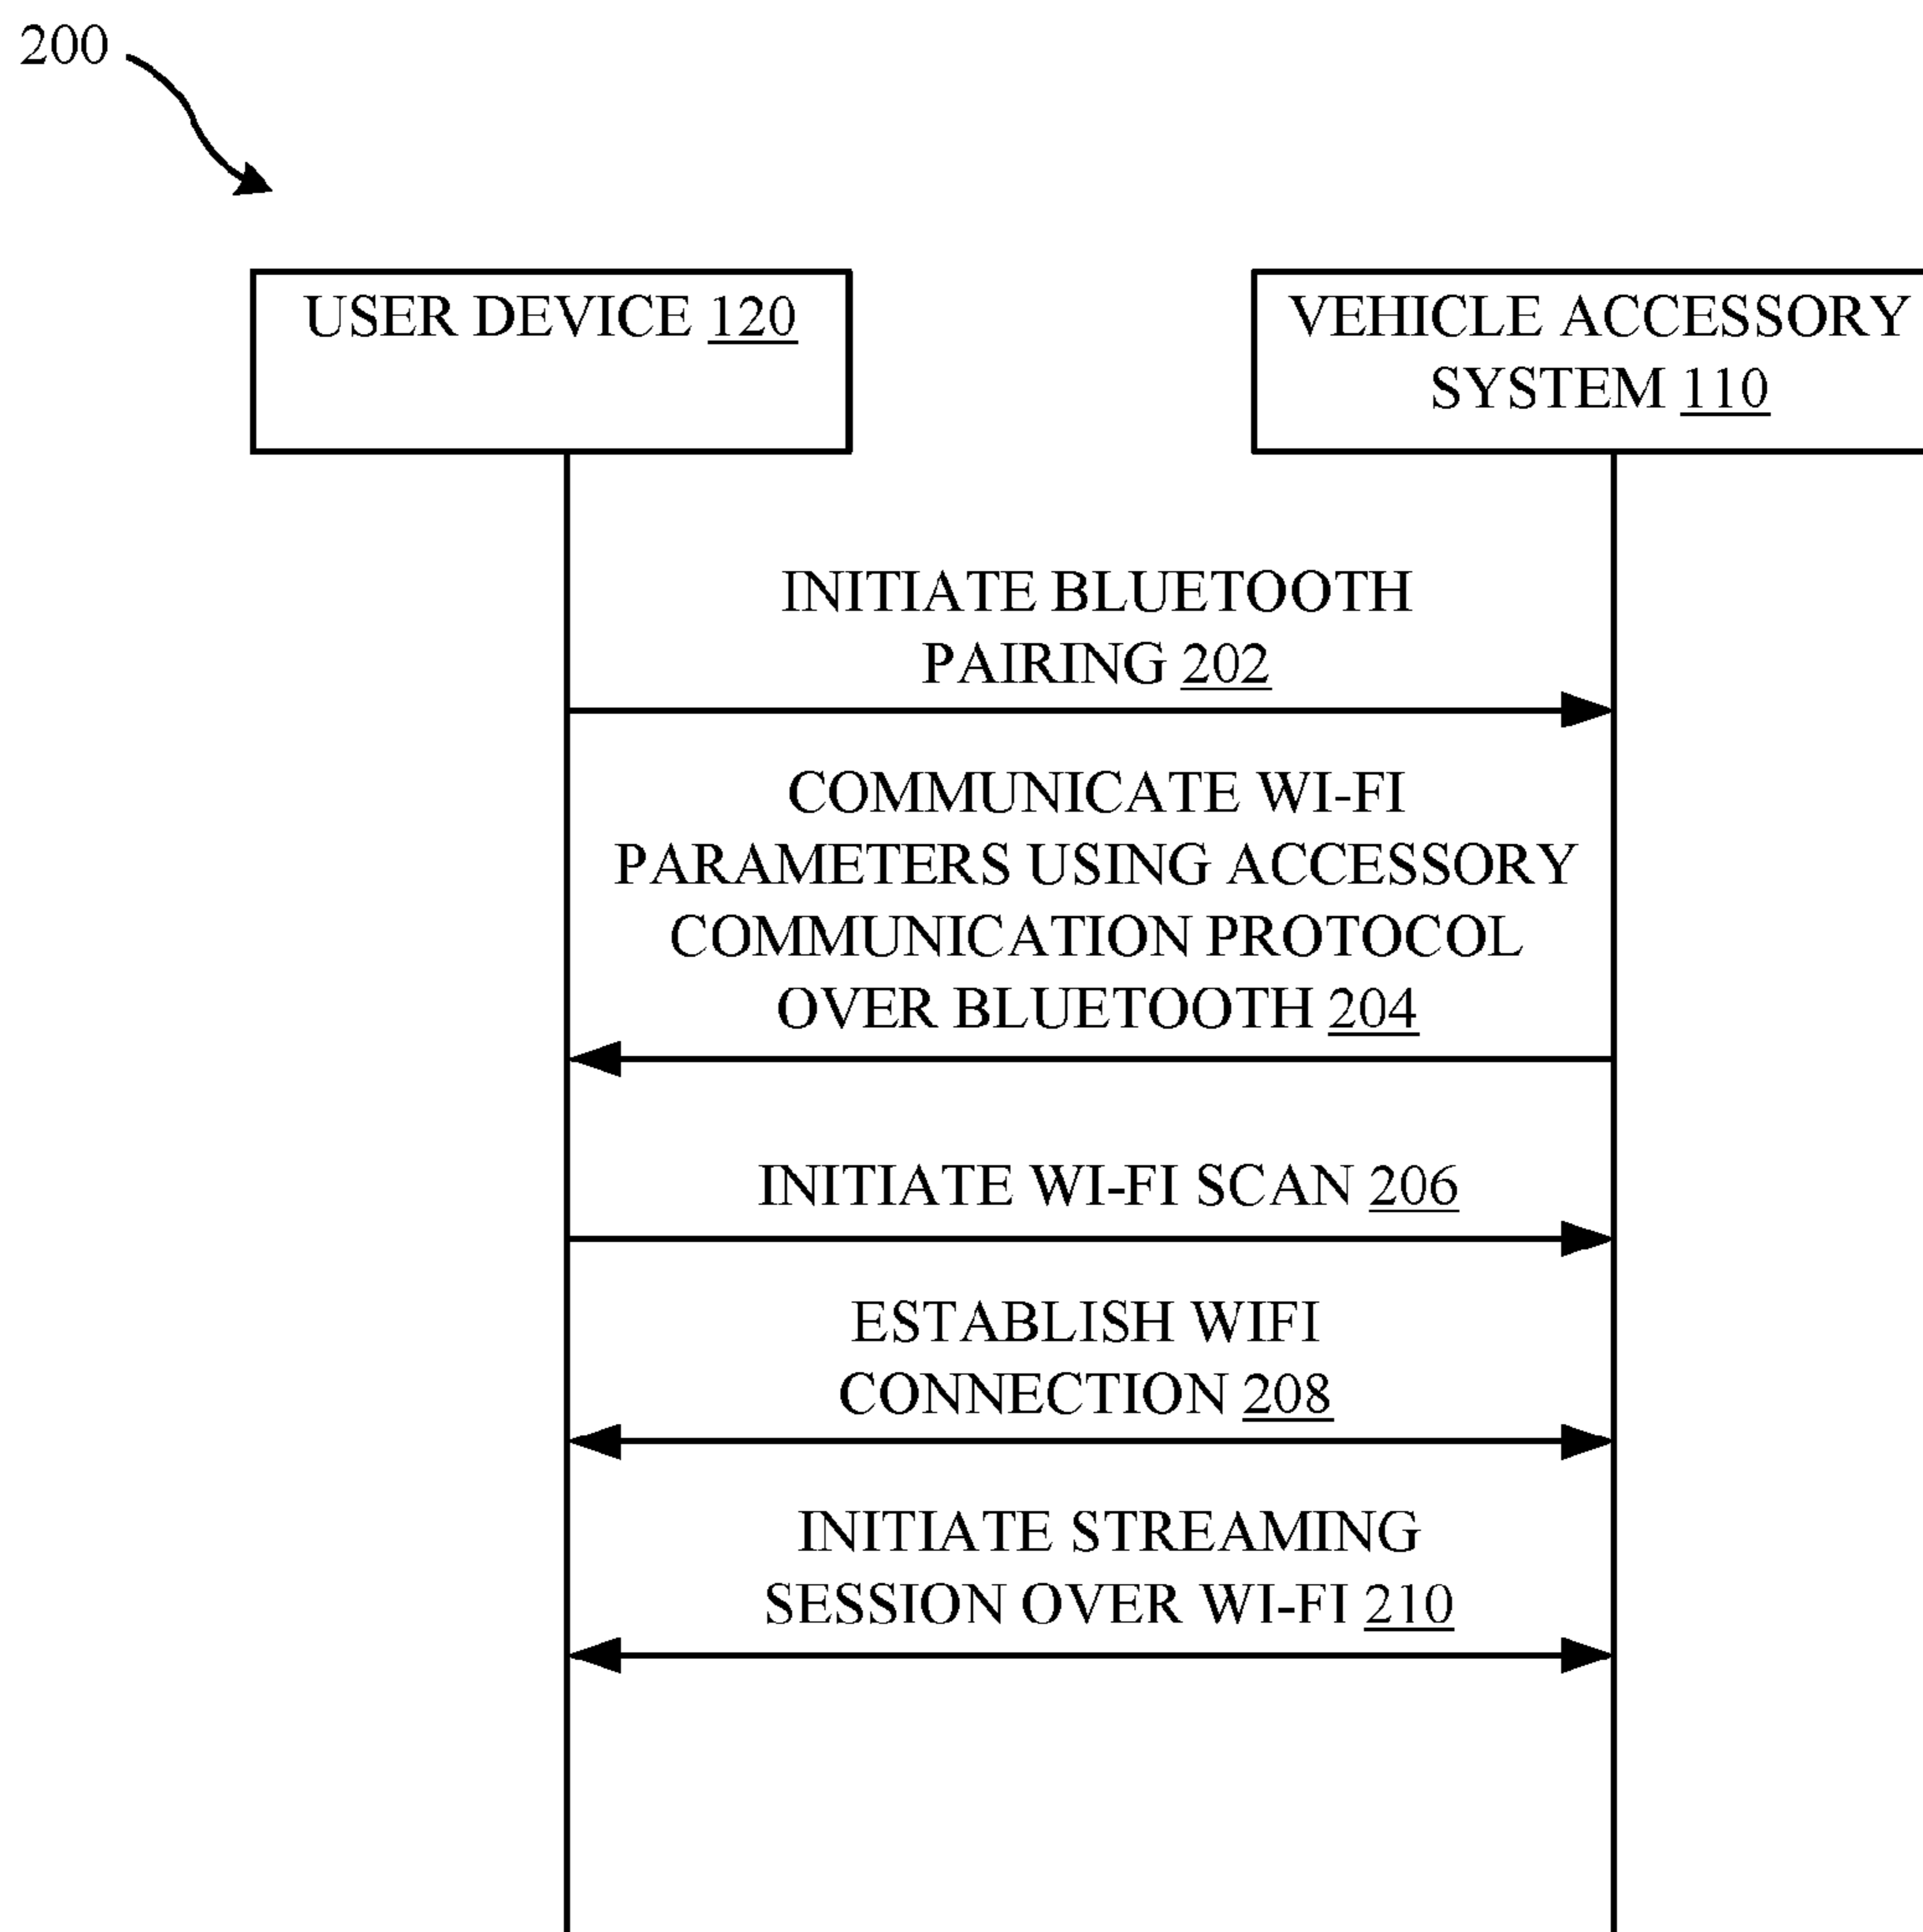 200
USER DEVICE 120
VEHICLE ACCESSORY
SYSTEM 110
INITIATE BLUETOOTH
PAIRING 202
COMMUNICATE WI-FI
PARAMETERS USING ACCESSORY
COMMUNICATION PROTOCOL
OVER BLUETOOTH 204
INITIATE WI-FI SCAN 206
ESTABLISH WIFI
CONNECTION 208
INITIATE STREAMING
SESSION OVER WI-FI 210